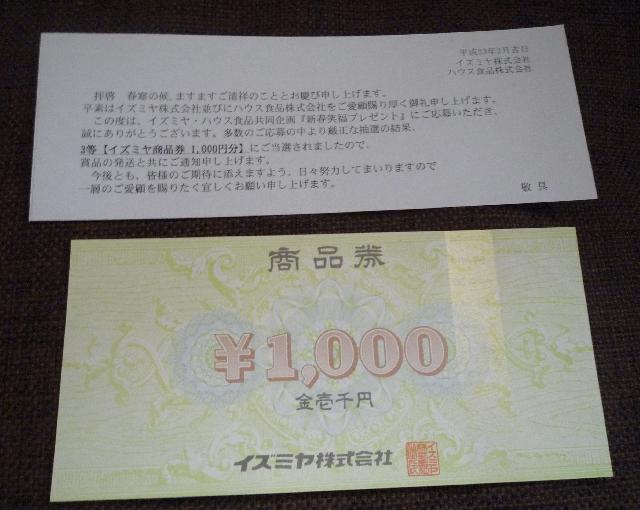 平成23年2月吉日
イズミヤ株式会社
ハウス食品株式会社
拝啓 春寒の候、ますますご清祥のこととお慶び申し上げます。
平素はイズミヤ株式会社並びにハウス食品株式会社をご愛顧賜り厚く御礼申し上げます。
この度は、イズミヤ・ハウス食品共同企画『新春笑福プレゼント』にご応募いただき、
誠にありがとうございます。多数のご応募の中より厳正な抽選の結果、
3等【イズミヤ商品券 1,000円分】にご当選されましたので、
賞品の発送と共にご通知申し上げます。
今後とも、皆様のご期待に添えますよう、日々努力してまいりますので
一層のご愛顧を賜りたく宜しくお願い申し上げます。
敬具
商品券
¥1,000
金壱千円
イズミヤ株式会社